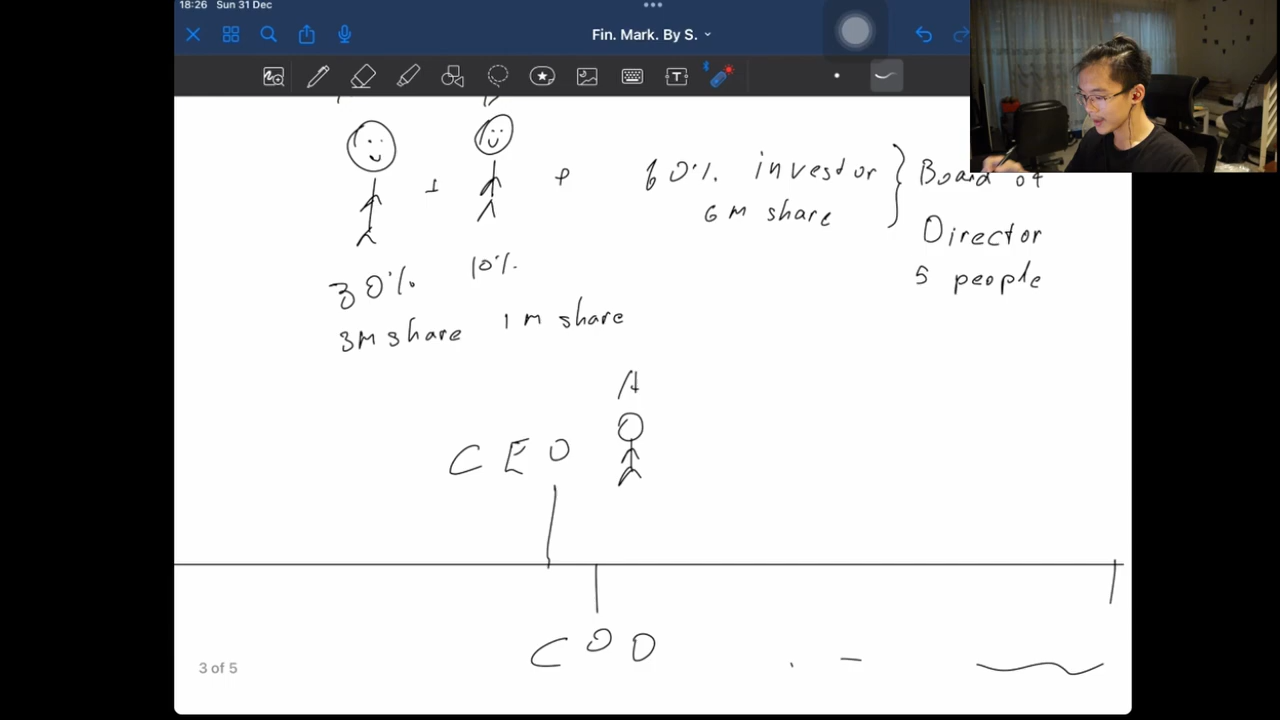 18:26 Sun 31 Dec
Fin. Mark. By S.
60% investor
6 m share
Board of
Director
5 people
30%
10%
3M share
1 m share
A
CEO
COO
3 of 5